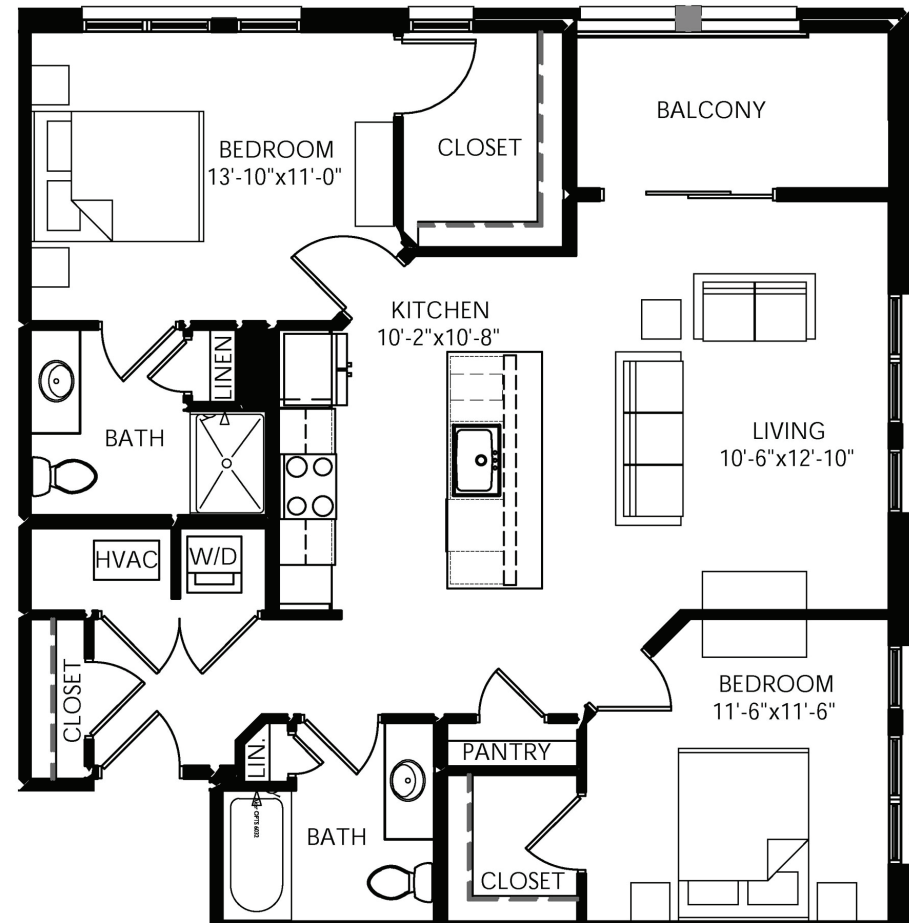 BALCONY
BEDROOM
13'-10"x11'-0"
CLOSET
KITCHEN
10'-2"x10'-8"
LINEN
BATH
LIVING
10'-6"x12'-10"
HVAC
W/D
CLOSET
BEDROOM
11'-6"x11'-6"
PANTRY
LIN.
BATH
CLOSET